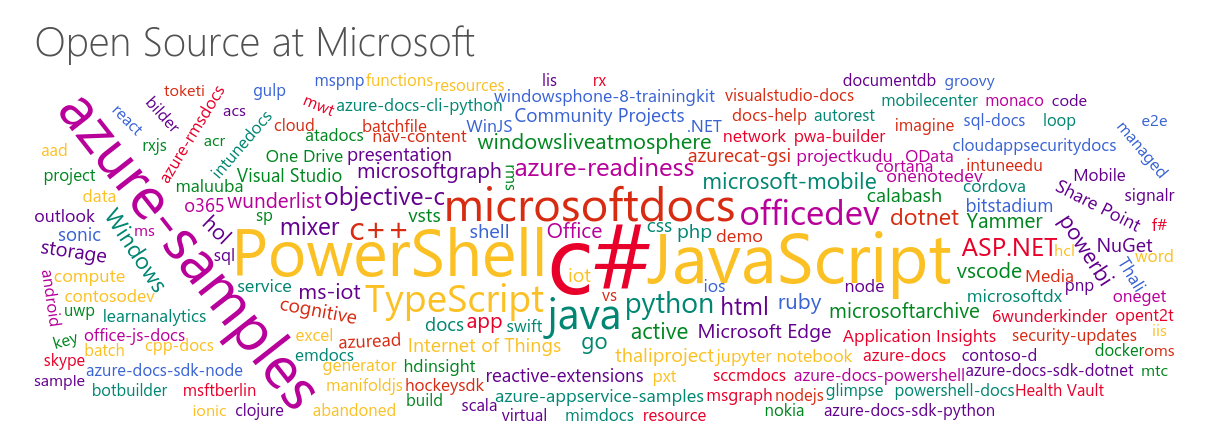 Open Source at Microsoft
mspnp functions resources lis rx documentdb groovy
toketi gulp mwt azure-docs-cli-python windowsphone-8-trainingkit visualstudio-docs mobilecenter monaco code
react bilder azure-rmsdocs acs cloud batchfile WinJS Community Projects .NET docs-help autorest imagine sql-docs loop e2e
azure-samples rxjs acr intunedocs atadocs nav-content windowsliveatmosphere network pwa-builder cloudappsecuritydocs managed
aad One Drive presentation azurecat-gsi projectkudu OData
project maluuba Visual Studio microsoftgraph rms azure-readiness microsoft-mobile cortana onenotedev intuneedu Mobile
data o365 wunderlist objective-c calabash cordova bitstadium Share Point signalr
outlook Windows hol sp mixer vsts microsoftdocs officedev dotnet Yammer powerbi f#
sonic ms c++ shell Office css php demo
storage sql PowerShell c# JavaScript ASP.NET hcl NuGet word
android compute service iot ios node vscode Media pnp Thali
contosodev cognitive ms-iot TypeScript vs python html ruby microsoftdx oneget
uwp learnanalytics docs app swift java microsoftarchive 6wunderkinder opent2t
key office-js-docs excel azuread Internet of Things go active Microsoft Edge Application Insights security-updates iis
skype batch cpp-docs emdocs thaliproject jupyter notebook azure-docs contoso-d docker oms
azure-docs-sdk-node generator hdinsight azure-docs-sdk-dotnet mtc
sample botbuilder msftberlin manifoldjs hockeysdk reactive-extensions pxt sccmdocs azure-docs-powershell
build azure-appservice-samples msgraph nodejs glimpse powershell-docs Health Vault
ionic clojure abandoned scala virtual mimdocs resource nokia azure-docs-sdk-python